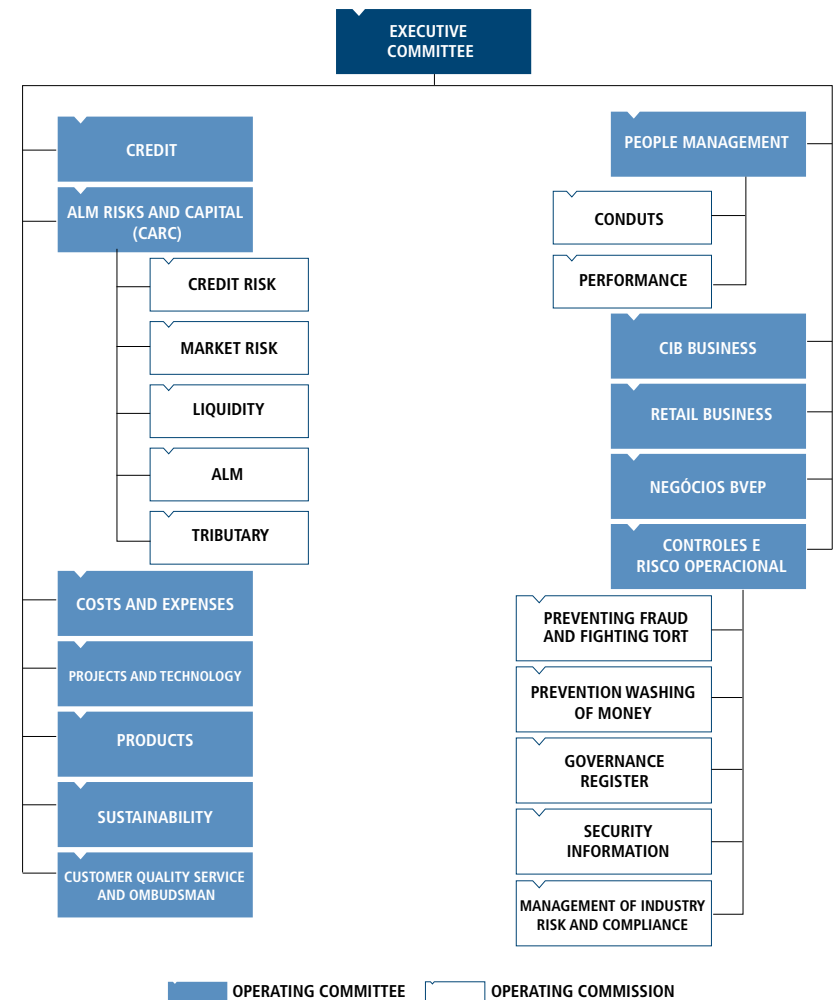 EXECUTIVE
COMMITTEE
CREDIT
ALM RISKS AND CAPITAL
(CARC)
CREDIT RISK
MARKET RISK
LIQUIDITY
ALM
TRIBUTARY
COSTS AND EXPENSES
PROJECTS AND TECHNOLOGY
PRODUCTS
SUSTAINABILITY
CUSTOMER QUALITY SERVICE
AND OMBUDSMAN
PEOPLE MANAGEMENT
CONDUTS
PERFORMANCE
CIB BUSINESS
RETAIL BUSINESS
NEGÓCIOS BVEP
CONTROLES E
RISCO OPERACIONAL
PREVENTING FRAUD
AND FIGHTING TORT
PREVENTION WASHING
OF MONEY
GOVERNANCE
REGISTER
SECURITY
INFORMATION
MANAGEMENT OF INDUSTRY
RISK AND COMPLIANCE
OPERATING COMMITTEE
OPERATING COMMISSION